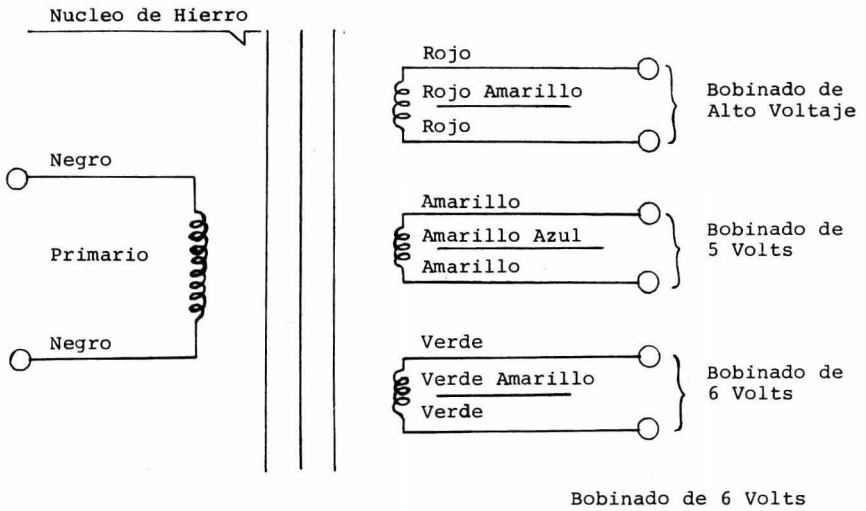 Nucleo de Hierro
Negro
Primario
Negro
Rojo
Rojo Amarillo
Rojo
Bobinado de
Alto Voltaje
Amarillo
Amarillo Azul
Amarillo
Bobinado de
5 Volts
Verde
Verde Amarillo
Verde
Bobinado de
6 Volts
Bobinado de 6 Volts